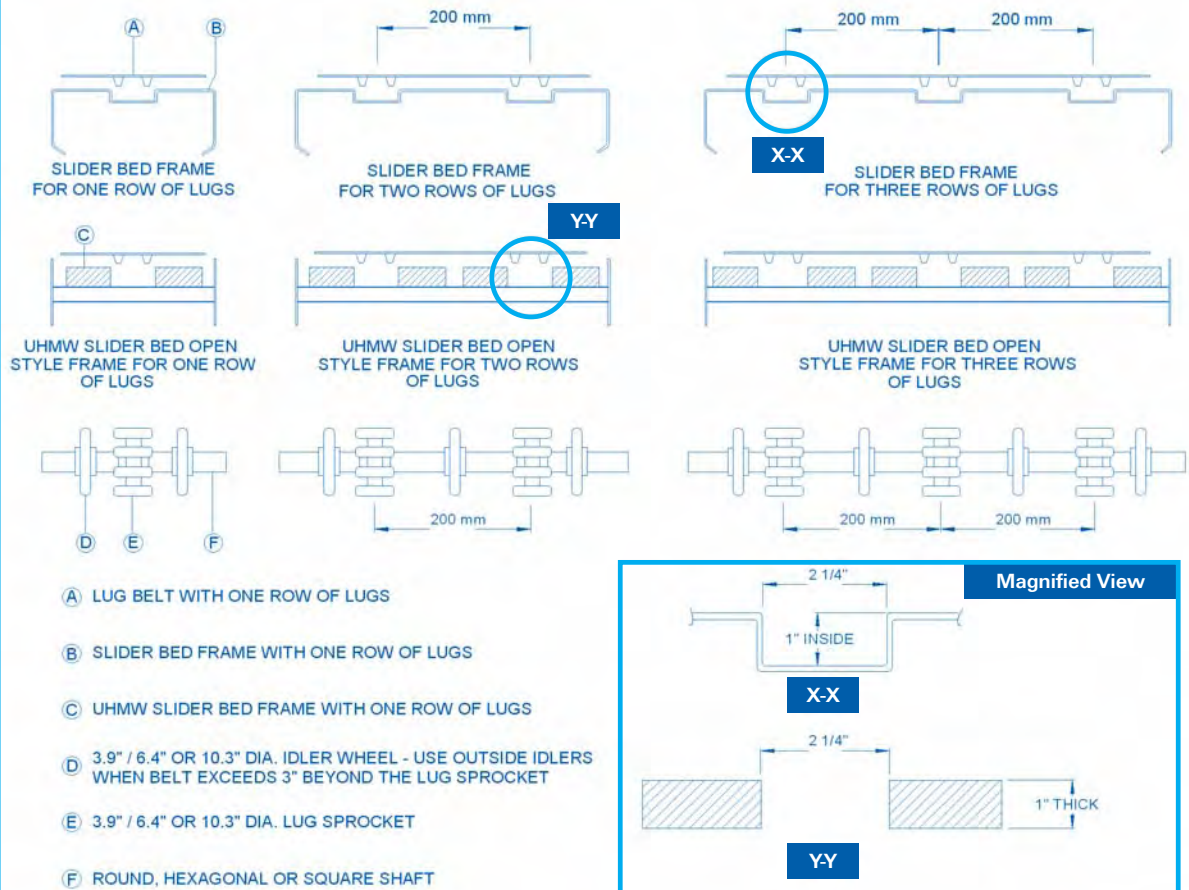 A
B
200 mm
200 mm
200 mm
X-X
SLIDER BED FRAME
FOR ONE ROW OF LUGS
SLIDER BED FRAME
FOR TWO ROWS OF LUGS
SLIDER BED FRAME
FOR THREE ROWS OF LUGS
Y-Y
C
UHMW SLIDER BED OPEN
STYLE FRAME FOR ONE ROW
OF LUGS
UHMW SLIDER BED OPEN
STYLE FRAME FOR TWO ROWS
OF LUGS
UHMW SLIDER BED OPEN
STYLE FRAME FOR THREE ROWS
OF LUGS
200 mm
200 mm
200 mm
D
E
F
A LUG BELT WITH ONE ROW OF LUGS
B SLIDER BED FRAME WITH ONE ROW OF LUGS
C UHMW SLIDER BED FRAME WITH ONE ROW OF LUGS
D 3.9" / 6.4" OR 10.3" DIA. IDLER WHEEL - USE OUTSIDE IDLERS
WHEN BELT EXCEEDS 3" BEYOND THE LUG SPROCKET
E 3.9" / 6.4" OR 10.3" DIA. LUG SPROCKET
F ROUND, HEXAGONAL OR SQUARE SHAFT
Magnified View
2 1/4"
1" INSIDE
X-X
2 1/4"
1" THICK
Y-Y